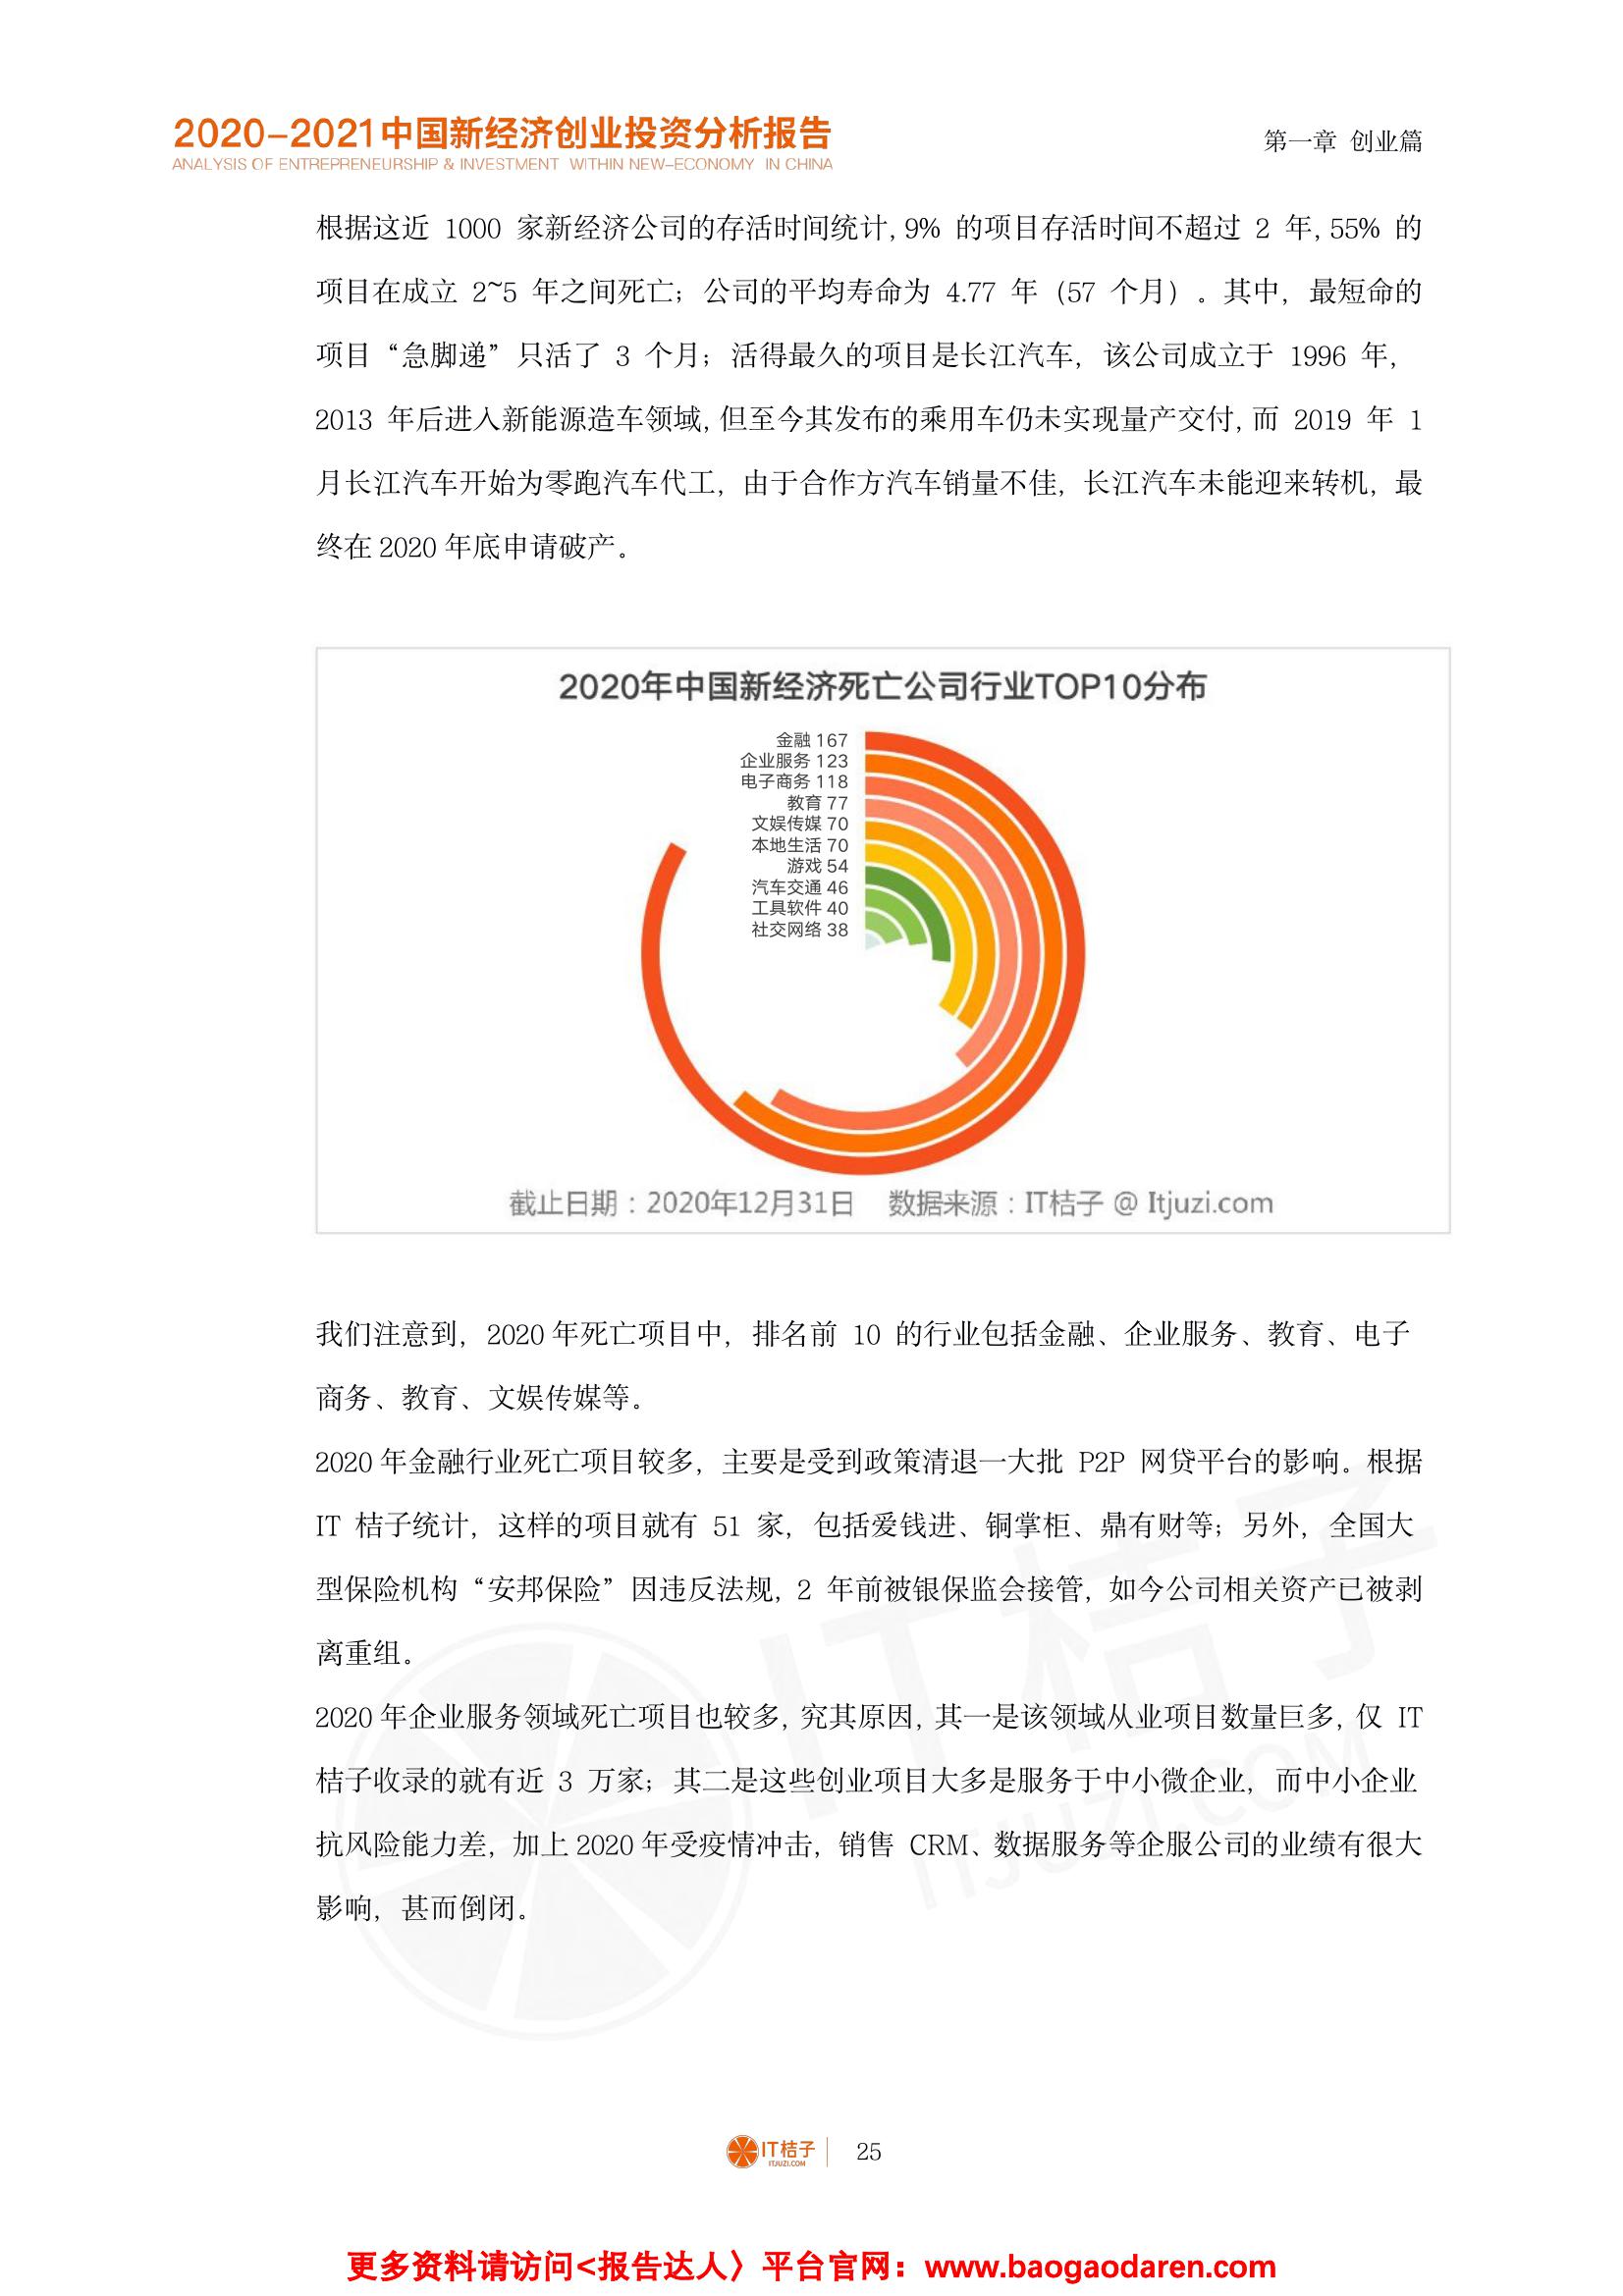 2020-2021中国新经济创业投资分析报告
ANALYSIS OF ENTREPRENEURSHIP & INVESTMENT WITHIN NEW-ECONOMY IN CHINA
第一章 创业篇
根据这近 1000 家新经济公司的存活时间统计,9% 的项目存活时间不超过 2 年,55% 的
项目在成立 2~5 年之间死亡；公司的平均寿命为 4.77 年（57 个月）。其中，最短命的
项目“急脚递”只活了 3 个月；活得最久的项目是长江汽车，该公司成立于 1996 年，
2013 年后进入新能源造车领域,但至今其发布的乘用车仍未实现量产交付,而 2019 年 1
月长江汽车开始为零跑汽车代工，由于合作方汽车销量不佳，长江汽车未能迎来转机，最
终在 2020 年底申请破产。
2020年中国新经济死亡公司行业TOP10分布
金融 167
企业服务 123
电子商务 118
教育 77
文娱传媒 70
本地生活 70
游戏 54
汽车交通 46
工具软件 40
社交网络 38
截止日期：2020年12月31日 数据来源：IT桔子 @ Itjuzi.com
我们注意到，2020 年死亡项目中，排名前 10 的行业包括金融、企业服务、教育、电子
商务、教育、文娱传媒等。
2020 年金融行业死亡项目较多，主要是受到政策清退一大批 P2P 网贷平台的影响。根据
IT 桔子统计，这样的项目就有 51 家，包括爱钱进、铜掌柜、鼎有财等；另外，全国大
型保险机构“安邦保险”因违反法规，2 年前被银保监会接管，如今公司相关资产已被剥
离重组。
2020 年企业服务领域死亡项目也较多,究其原因,其一是该领域从业项目数量巨多,仅 IT
桔子收录的就有近 3 万家；其二是这些创业项目大多是服务于中小微企业，而中小企业
抗风险能力差，加上 2020 年受疫情冲击，销售 CRM、数据服务等企服公司的业绩有很大
影响，甚而倒闭。
IT桔子
ITJUZI.COM
IT桔子
ITJUZI.COM
25
更多资料请访问<报告达人〉平台官网：www.baogaodaren.com